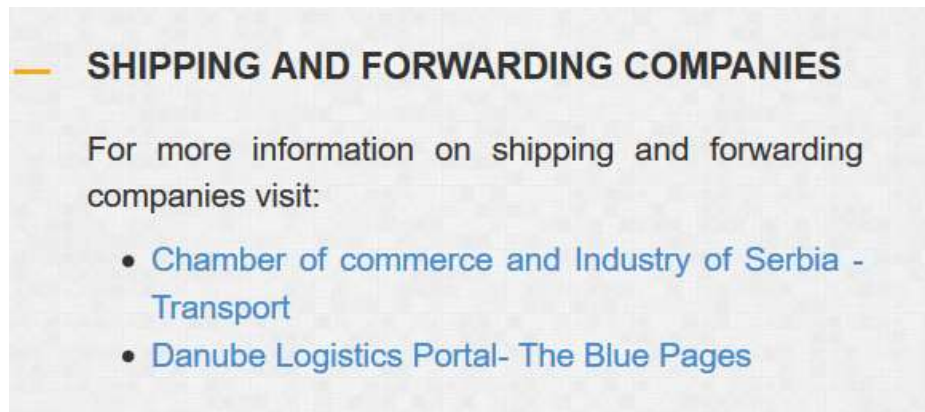 SHIPPING AND FORWARDING COMPANIES
For more information on shipping and forwarding
companies visit:
• Chamber of commerce and Industry of Serbia -
Transport
• Danube Logistics Portal- The Blue Pages